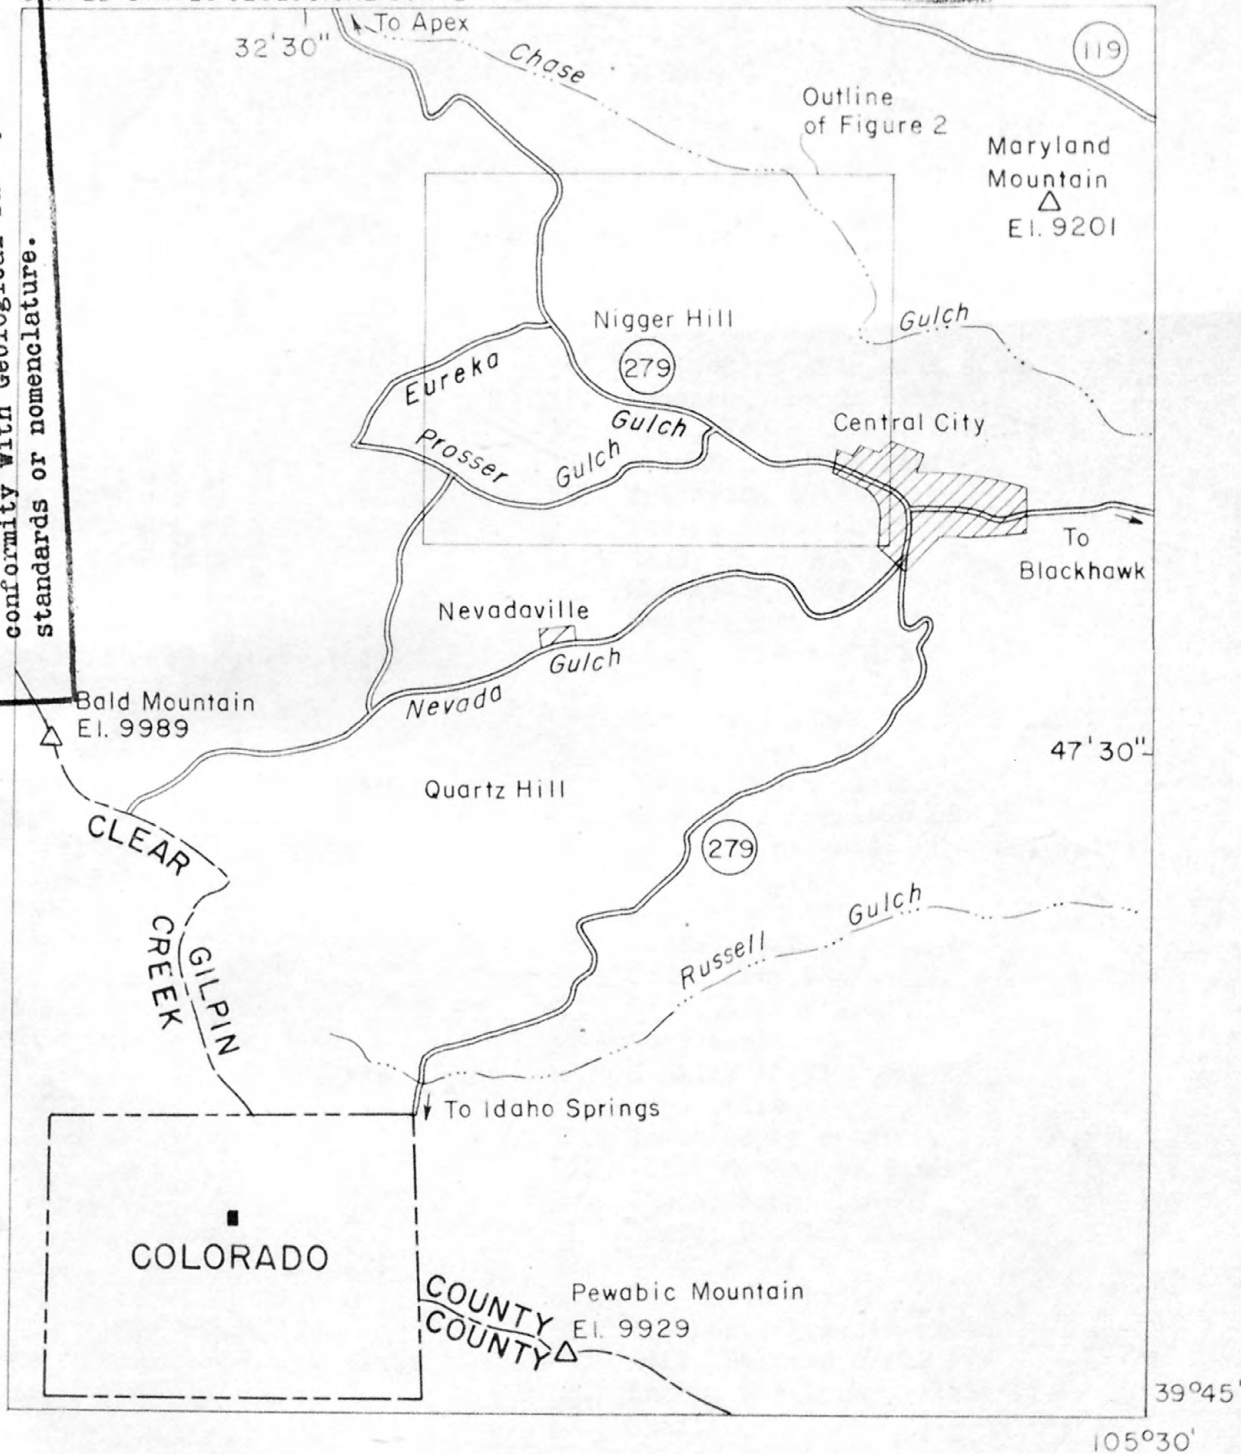 To Apex
32'30"
Chase
119
Outline
of Figure 2
Maryland
Mountain
El. 9201
conformity with Geological
standards or nomenclature.
Nigger Hill
279
Gulch
Eureka
Gulch
Prosser
Gulch
Central City
To
Blackhawk
Nevadaville
Gulch
Nevada
Bald Mountain
El. 9989
47'30"
Quartz Hill
CLEAR
CREEK
GILPIN
279
Gulch
Russell
To Idaho Springs
COLORADO
COUNTY
COUNTY
Pewabic Mountain
El. 9929
39°45'
105°30'